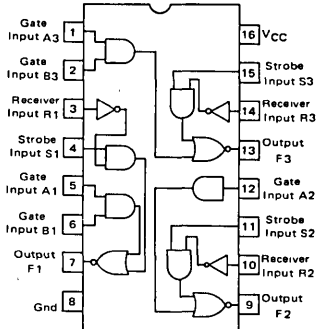 Gate
Input A3
1
Gate
Input B3
2
Receiver
Input R1
3
Strobe
Input S1
4
Gate
Input A1
5
Gate
Input B1
6
Output
F1
7
Gnd
8
16
VCC
15
Strobe
Input S3
14
Receiver
Input R3
13
Output
F3
12
Gate
Input A2
11
Strobe
Input S2
10
Receiver
Input R2
9
Output
F2